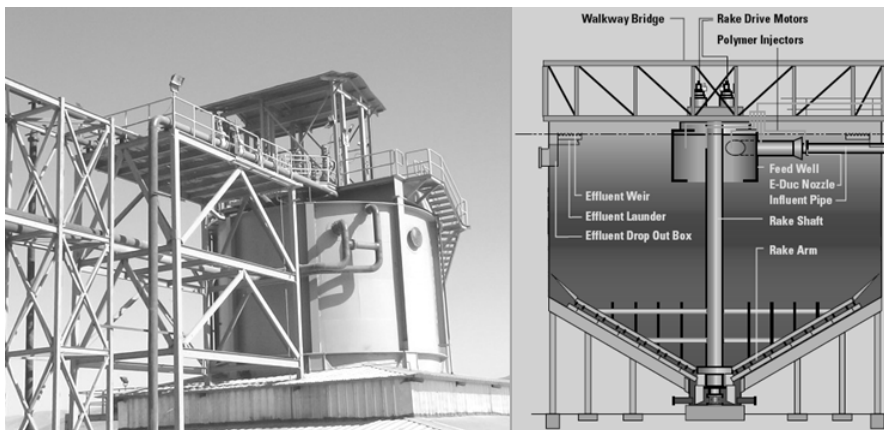 Walkway Bridge
Rake Drive Motors
Polymer Injectors
Feed Well
E-Duc Nozzle
Influent Pipe
Effluent Weir
Effluent Launder
Effluent Drop Out Box
Rake Shaft
Rake Arm